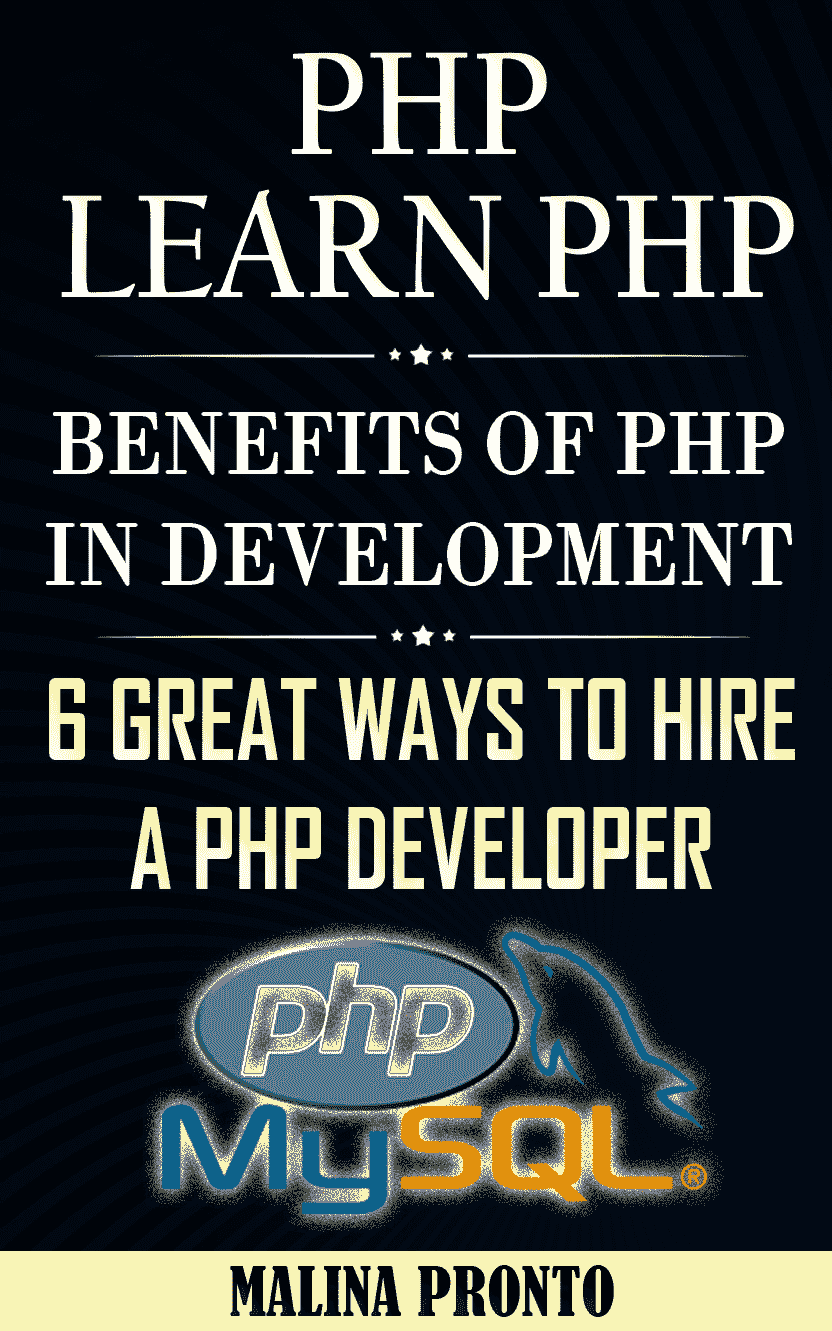 PHP
LEARN PHP
BENEFITS OF PHP
IN DEVELOPMENT
6 GREAT WAYS TO HIRE
A PHP DEVELOPER
php
MySQL®
MALINA PRONTO